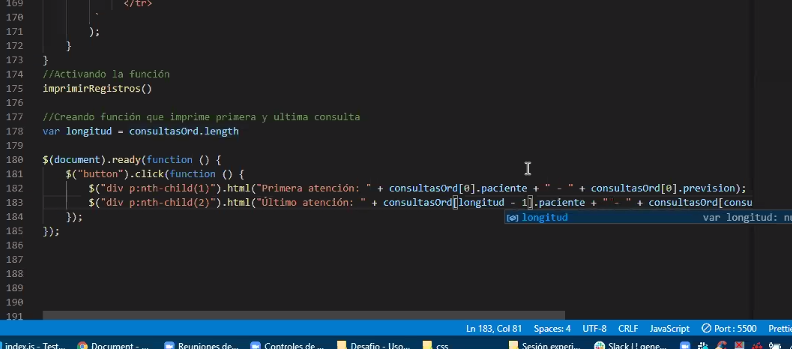 169 </tr>
170 `
171 );
172 }
173 }
174 //Activando la función
175 imprimirRegistros()
176
177 //Creando función que imprime primera y ultima consulta
178 var longitud = consultasOrd.length
179
180 $(document).ready(function () {
181 $("button").click(function () {
182 $("div p:nth-child(1)").html("Primera atención: " + consultasOrd[0].paciente + " - " + consultasOrd[0].prevision);
183 $("div p:nth-child(2)").html("Último atención: " + consultasOrd[longitud - 1].paciente + " - " + consultasOrd[consu
longitud var longitud: nu
184 });
185 });
186
187
188
189
190
191
Ln 183, Col 81 Spaces: 4 UTF-8 CRLF JavaScript Port : 5500 Prettie
index.js - Test... Document - ... Reuniones de... Controles de ... Desafio - Uso... css Sesión experi... Slack | ! gene...